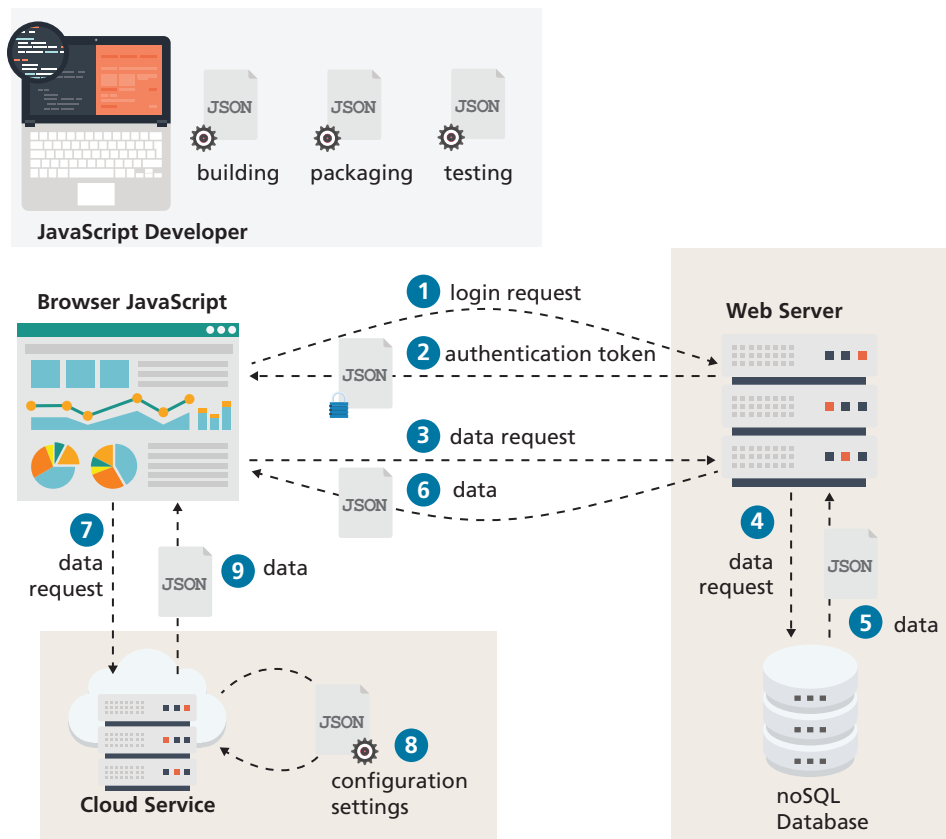 JSON
JSON
JSON
building
packaging
testing
JavaScript Developer
Browser JavaScript
1 login request
Web Server
2 authentication token
JSON
3 data request
6 data
JSON
7
data
request
JSON
9 data
4
data
request
JSON
5 data
JSON
8
configuration
settings
Cloud Service
noSQL
Database